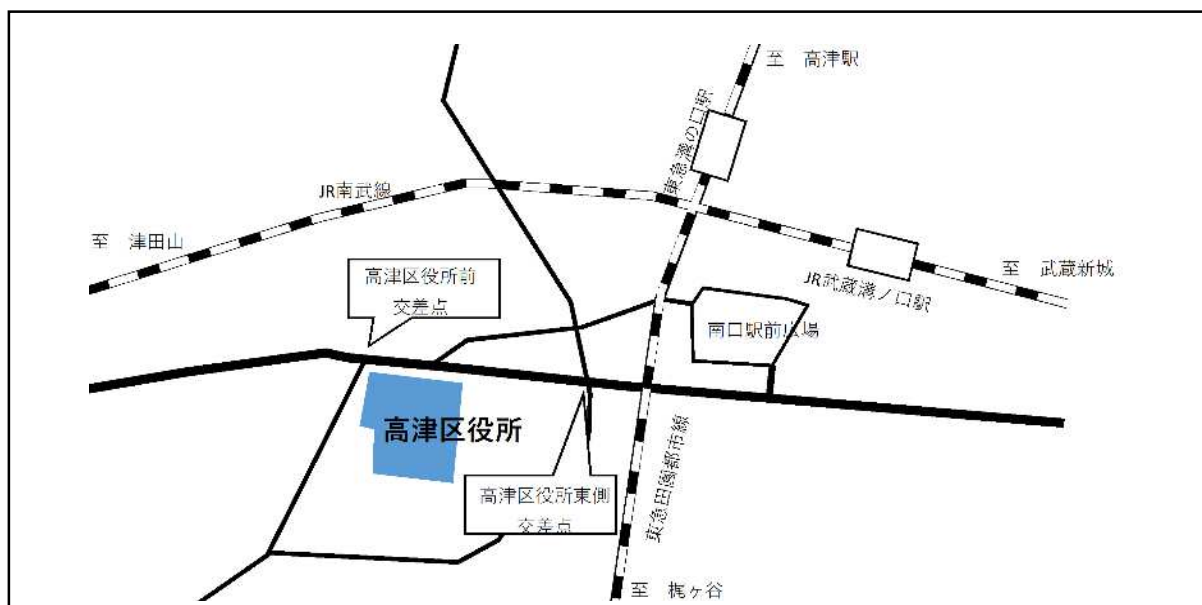 至　高津駅
東急溝の口駅
JR南武線
至　津田山
高津区役所前
交差点
至　武蔵新城
JR武蔵溝ノ口駅
南口駅前広場
高津区役所
高津区役所東側
交差点
東急田園都市線
至　梶ヶ谷